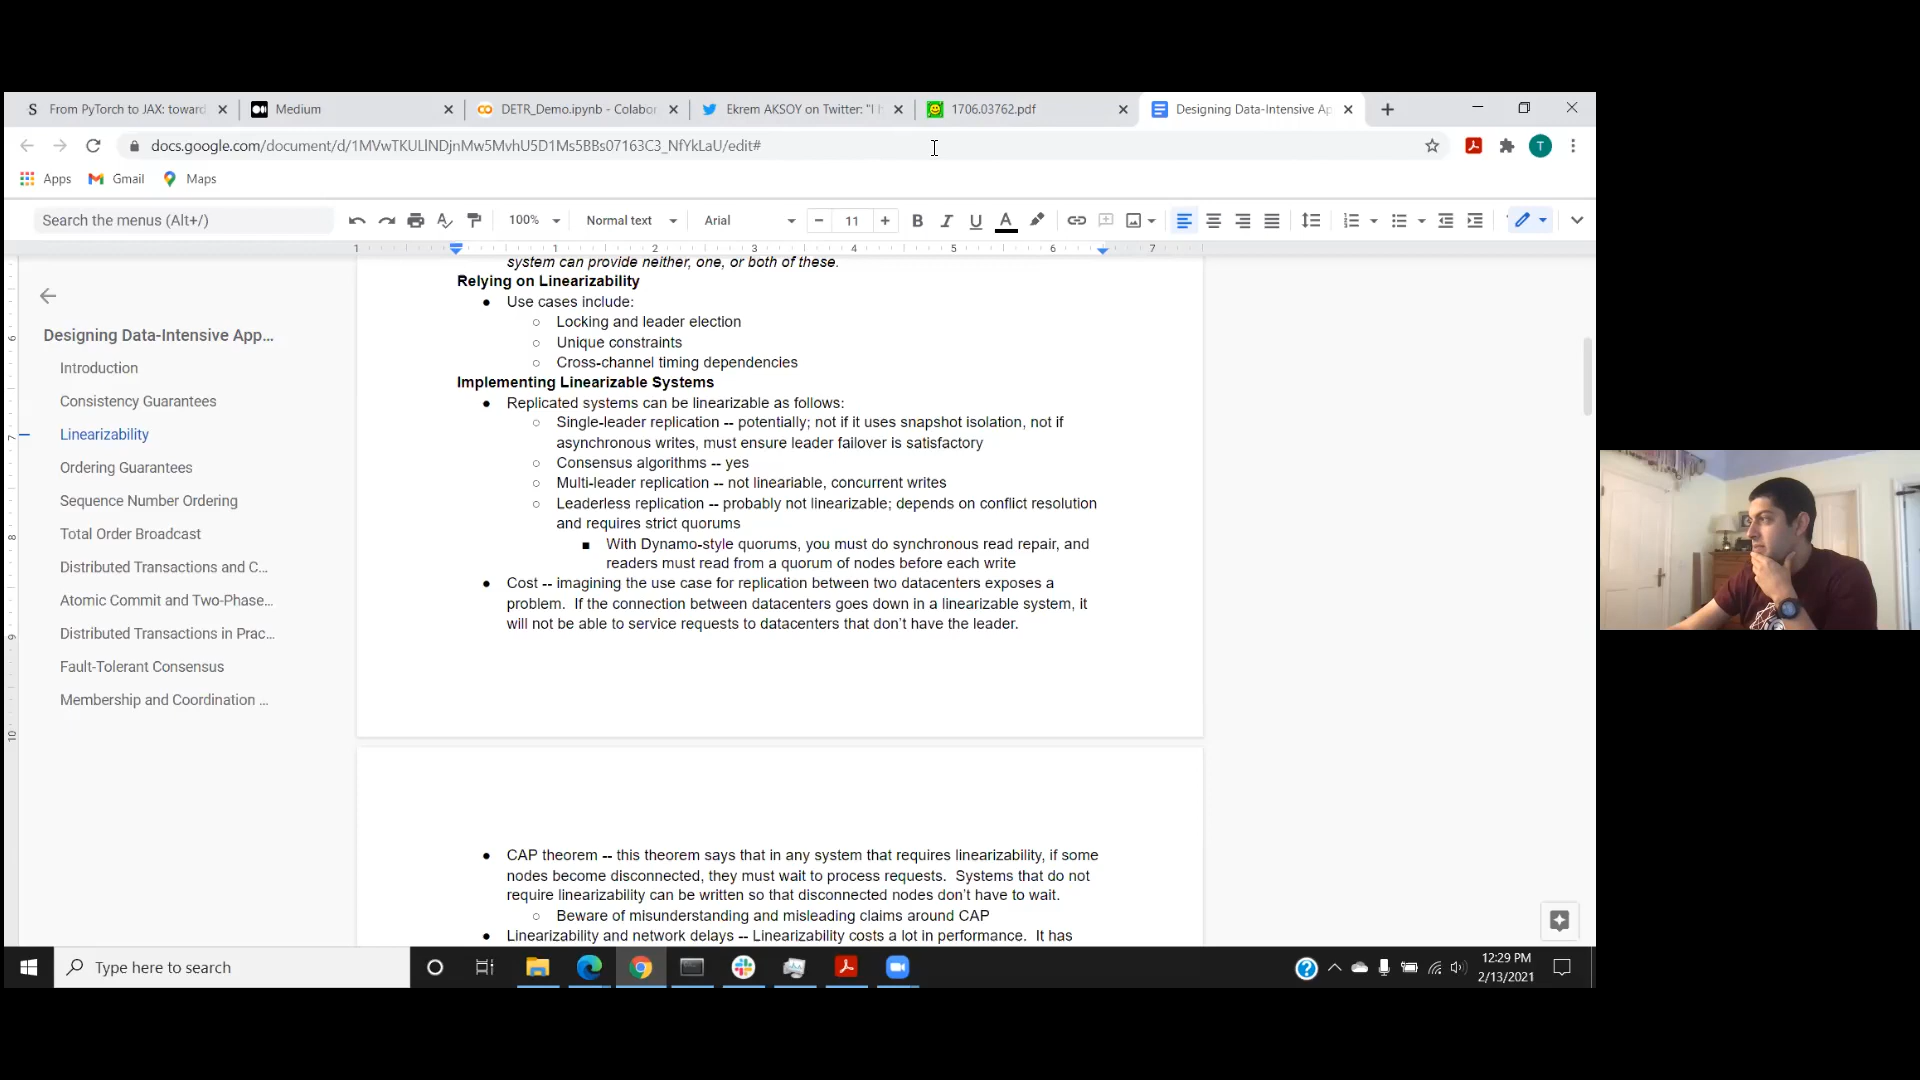 From PyTorch to JAX: toward
Medium
DETR_Demo.ipynb - Colabor
Ekrem AKSOY on Twitter: "I h
1706.03762.pdf
Designing Data-Intensive Ap
docs.google.com/document/d/1MVwTKULlNDjnMw5MvhU5D1Ms5BBs07163C3_NfYkLaU/edit#
T
Apps
Gmail
Maps
Search the menus (Alt+/)
100%
Normal text
Arial
11
1 1 2 3 4 5 6 7
system can provide neither, one, or both of these.
Relying on Linearizability
● Use cases include:
○ Locking and leader election
○ Unique constraints
○ Cross-channel timing dependencies
Implementing Linearizable Systems
● Replicated systems can be linearizable as follows:
○ Single-leader replication -- potentially; not if it uses snapshot isolation, not if
asynchronous writes, must ensure leader failover is satisfactory
○ Consensus algorithms -- yes
○ Multi-leader replication -- not lineariable, concurrent writes
○ Leaderless replication -- probably not linearizable; depends on conflict resolution
and requires strict quorums
■ With Dynamo-style quorums, you must do synchronous read repair, and
readers must read from a quorum of nodes before each write
● Cost -- imagining the use case for replication between two datacenters exposes a
problem. If the connection between datacenters goes down in a linearizable system, it
will not be able to service requests to datacenters that don't have the leader.
● CAP theorem -- this theorem says that in any system that requires linearizability, if some
nodes become disconnected, they must wait to process requests. Systems that do not
require linearizability can be written so that disconnected nodes don't have to wait.
○ Beware of misunderstanding and misleading claims around CAP
● Linearizability and network delays -- Linearizability costs a lot in performance. It has
Designing Data-Intensive App...
Introduction
Consistency Guarantees
Linearizability
Ordering Guarantees
Sequence Number Ordering
Total Order Broadcast
Distributed Transactions and C...
Atomic Commit and Two-Phase...
Distributed Transactions in Prac...
Fault-Tolerant Consensus
Membership and Coordination ...
6
7
8
9
10
Type here to search
12:29 PM
2/13/2021